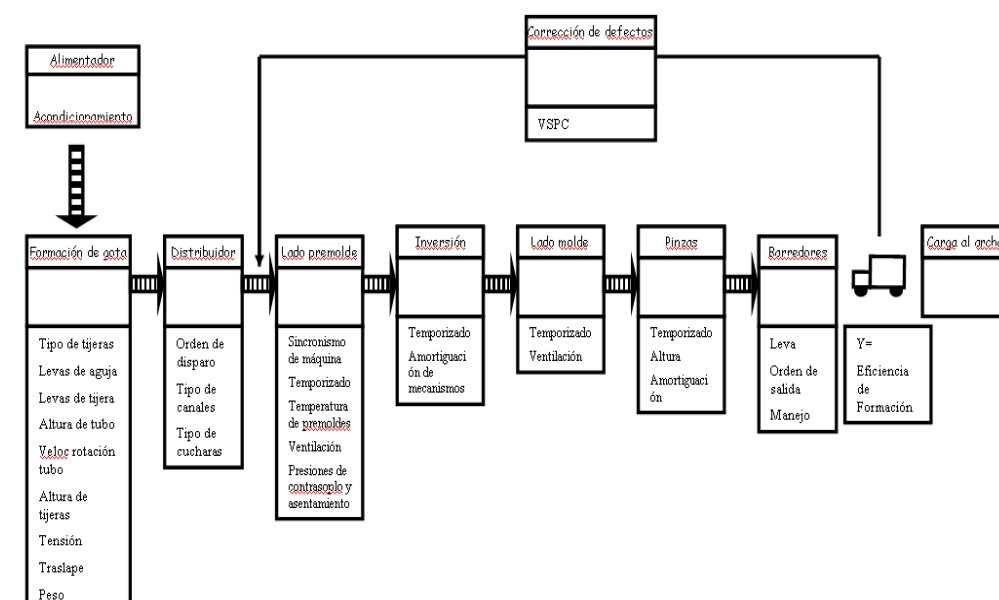 Corrección de defectos
VSPC
Alimentador
Acondicionamiento
Formación de gota
Tipo de tijeras
Levas de aguja
Levas de tijera
Altura de tubo
Veloc rotación
tubo
Altura de
tijeras
Tensión
Traslape
Peso
Distribuidor
Orden de
disparo
Tipo de
canales
Tipo de
cucharas
Lado premolde
Sincronismo
de máquina
Temporizado
Temperatura
de premoldes
Ventilación
Presiones de
contrasoplo y
asentamiento
Inversión
Temporizado
Amortiguaci
ón de
mecanismos
Lado molde
Temporizado
Ventilación
Pinzas
Temporizado
Altura
Amortiguaci
ón
Barredores
Leva
Orden de
salida
Manejo
Y=
Eficiencia
de
Formación
Carga al archa